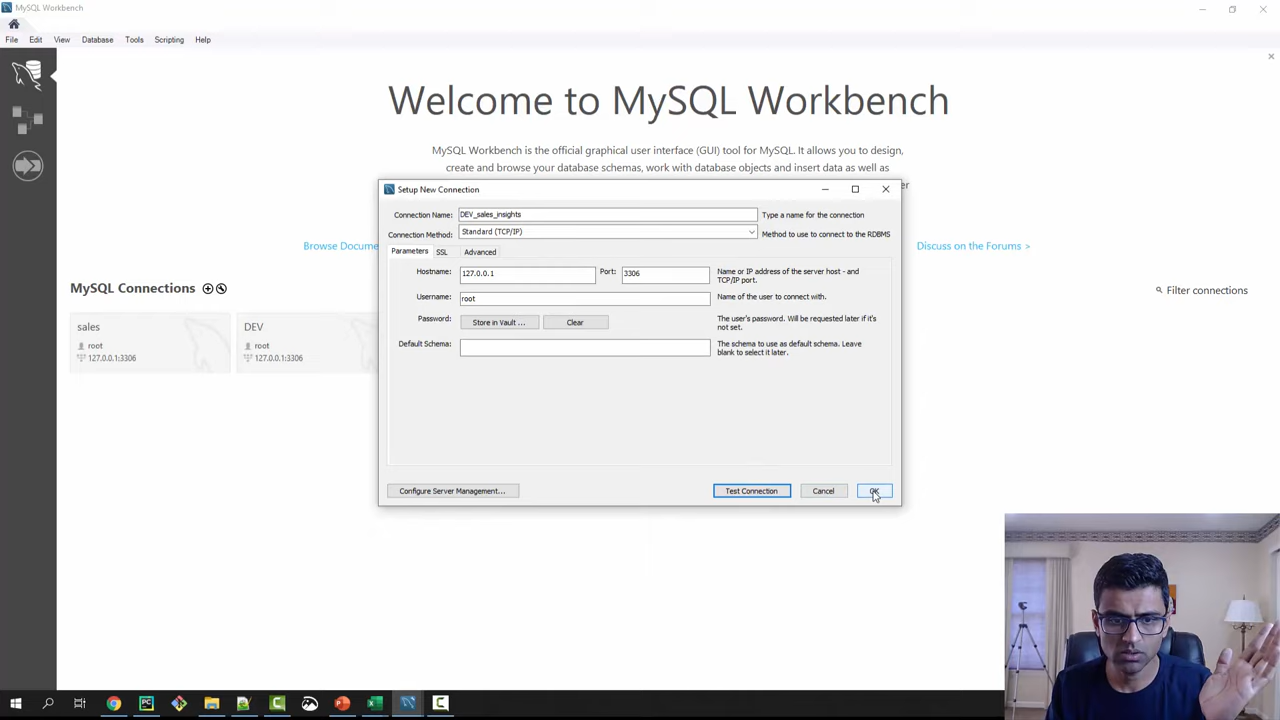 MySQL Workbench
File Edit View Database Tools Scripting Help
Welcome to MySQL Workbench
MySQL Workbench is the official graphical user interface (GUI) tool for MySQL. It allows you to design,
create and browse your database schemas, work with database objects and insert data as well as
Setup New Connection
Connection Name: DEV_sales_insights Type a name for the connection
Connection Method: Standard (TCP/IP) Method to use to connect to the RDBMS
Parameters SSL Advanced
Hostname: 127.0.0.1 Port: 3306 Name or IP address of the server host - and
TCP/IP port.
Username: root Name of the user to connect with.
Password: Store in Vault ... Clear The user's password. Will be requested later if it's
not set.
Default Schema: The schema to use as default schema. Leave
blank to select it later.
Configure Server Management... Test Connection Cancel OK
Browse Docume
Discuss on the Forums >
MySQL Connections
Filter connections
sales
root
127.0.0.1:3306
DEV
root
127.0.0.1:3306